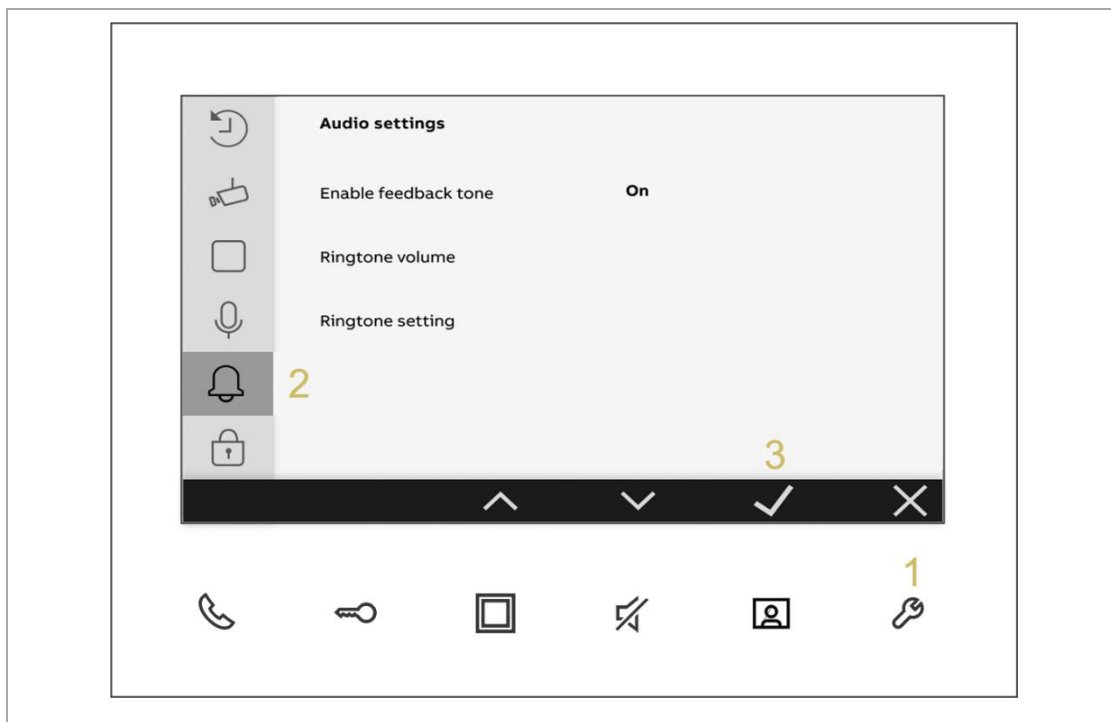 Audio settings
Enable feedback tone On
Ringtone volume
Ringtone setting
2
3
1